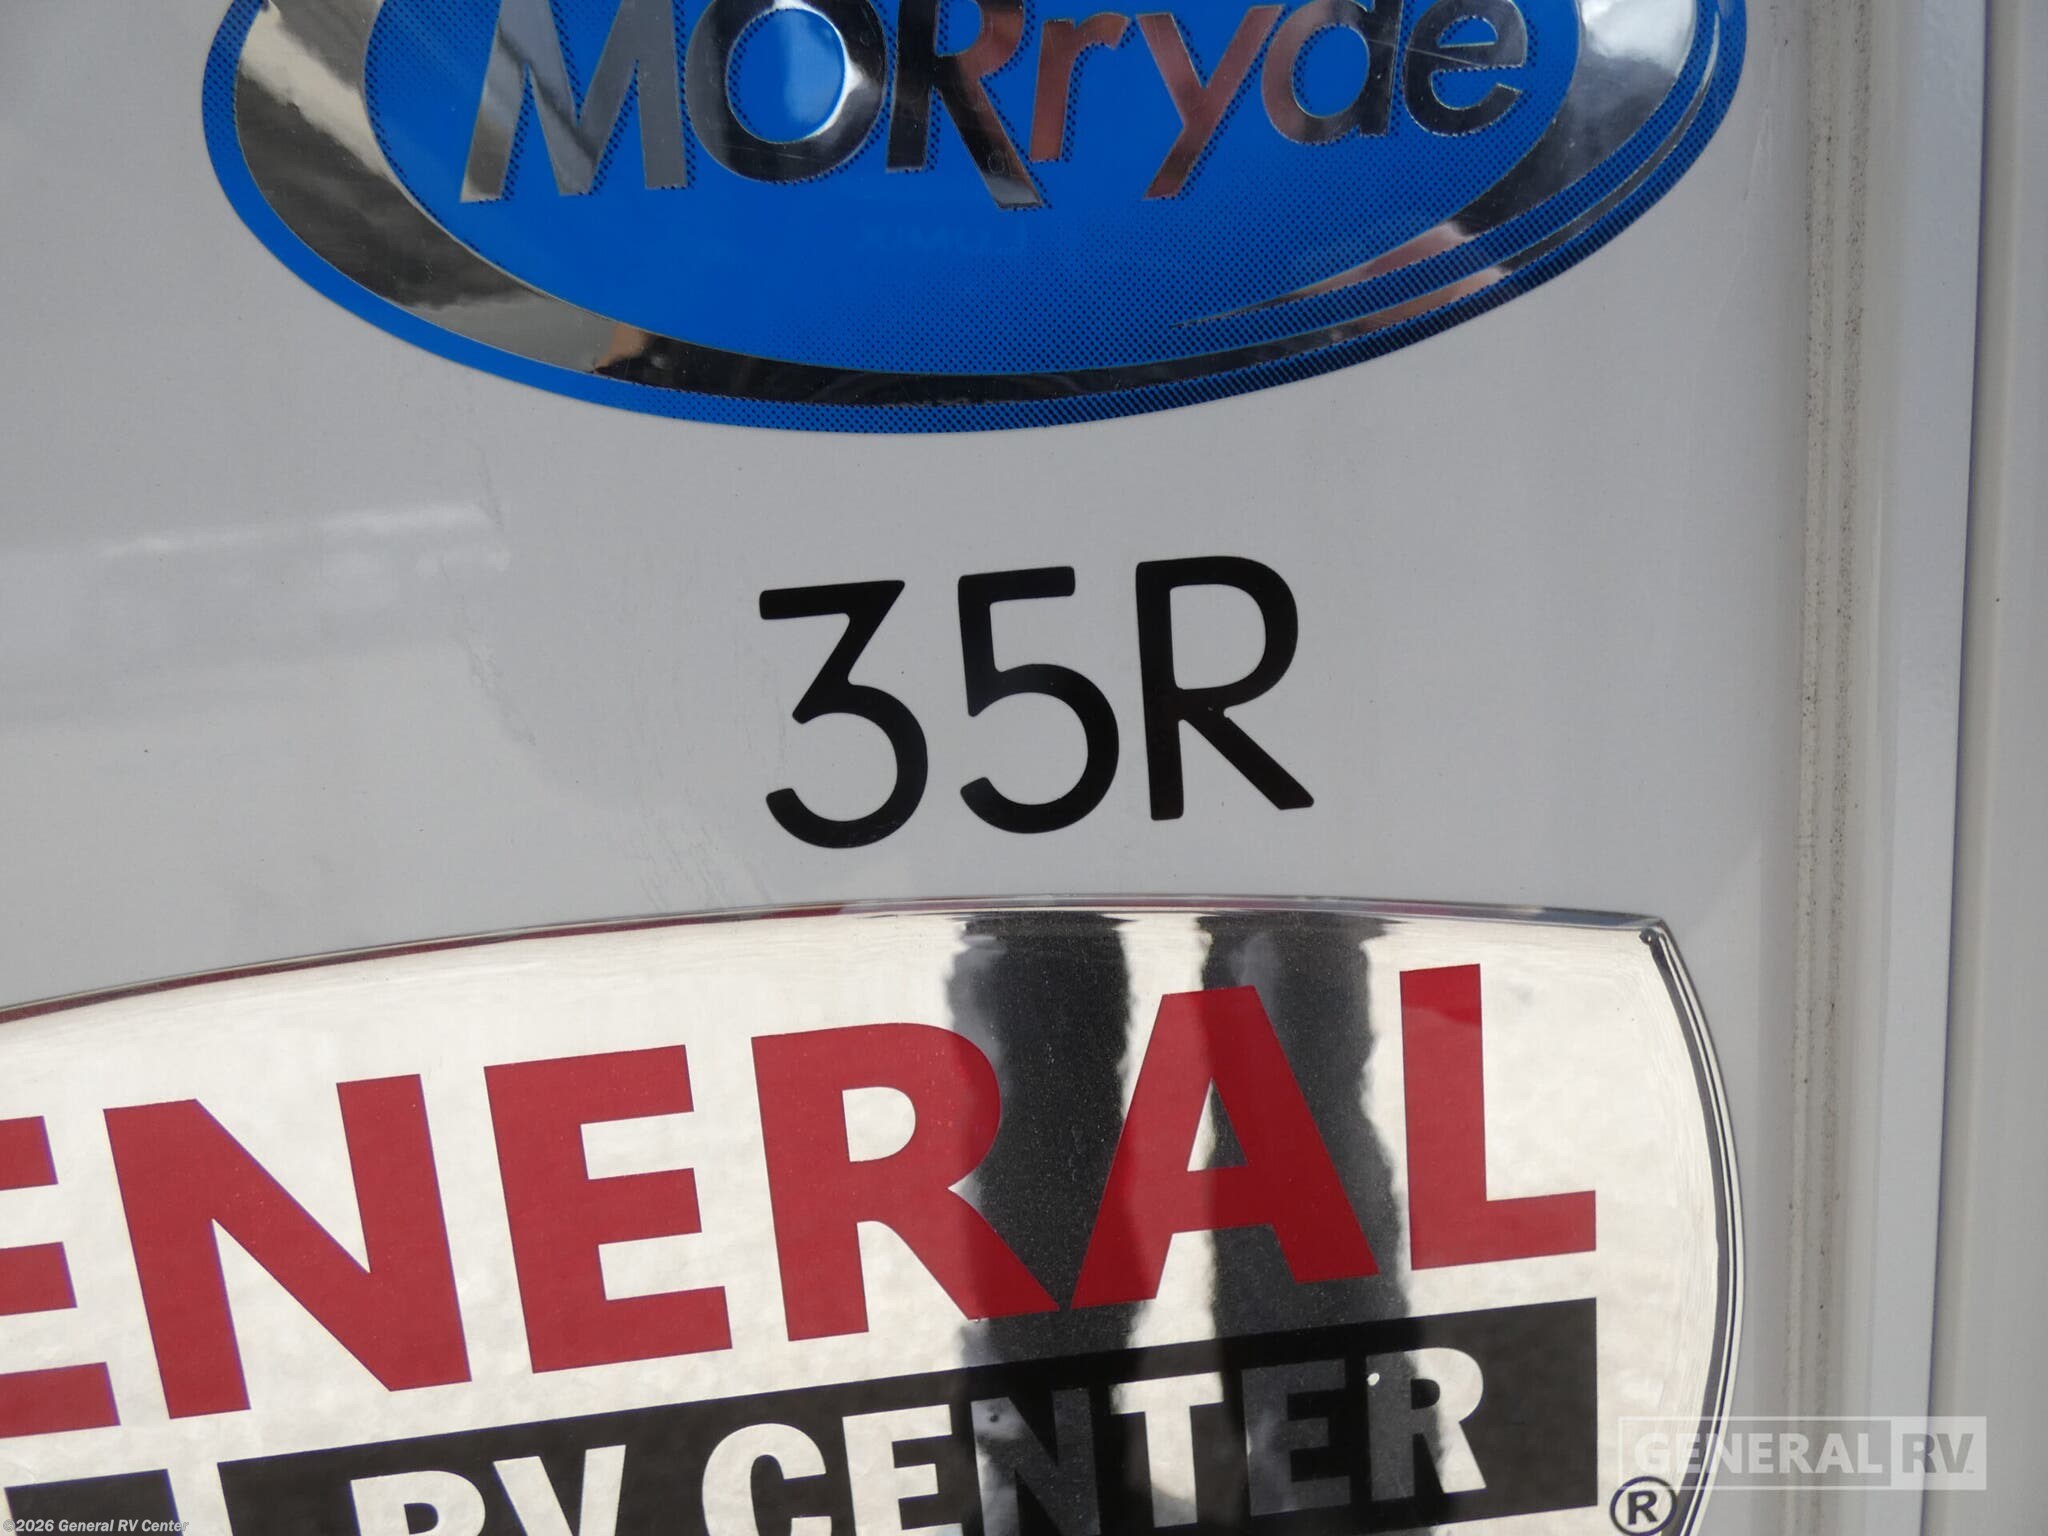 MORryde
35R
ENERAL
RV CENTER
®
GENERAL RV
©2026 General RV Center